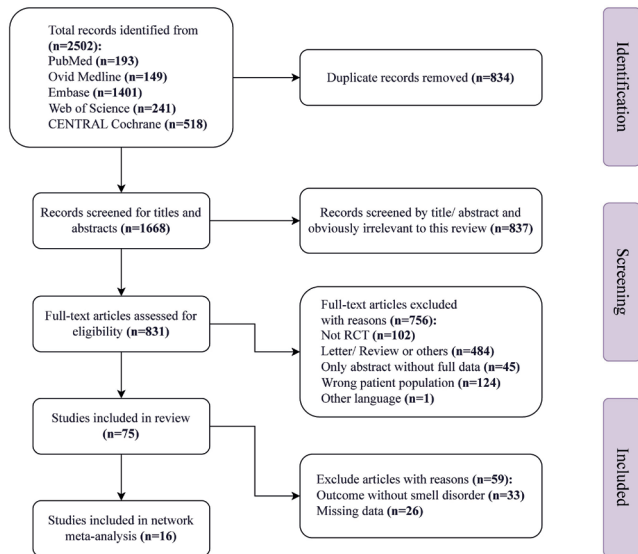 Total records identified from
(n=2502):
PubMed (n=193)
Ovid Medline (n=149)
Embase (n=1401)
Web of Science (n=241)
CENTRAL Cochrane (n=518)
Duplicate records removed (n=834)
Identification
Records screened for titles and
abstracts (n=1668)
Records screened by title/ abstract and
obviously irrelevant to this review (n=837)
Screening
Full-text articles assessed for
eligibility (n=831)
Full-text articles excluded
with reasons (n=756):
Not RCT (n=102)
Letter/ Review or others (n=484)
Only abstract without full data (n=45)
Wrong patient population (n=124)
Other language (n=1)
Studies included in review
(n=75)
Exclude articles with reasons (n=59):
Outcome without smell disorder (n=33)
Missing data (n=26)
Included
Studies included in network
meta-analysis (n=16)